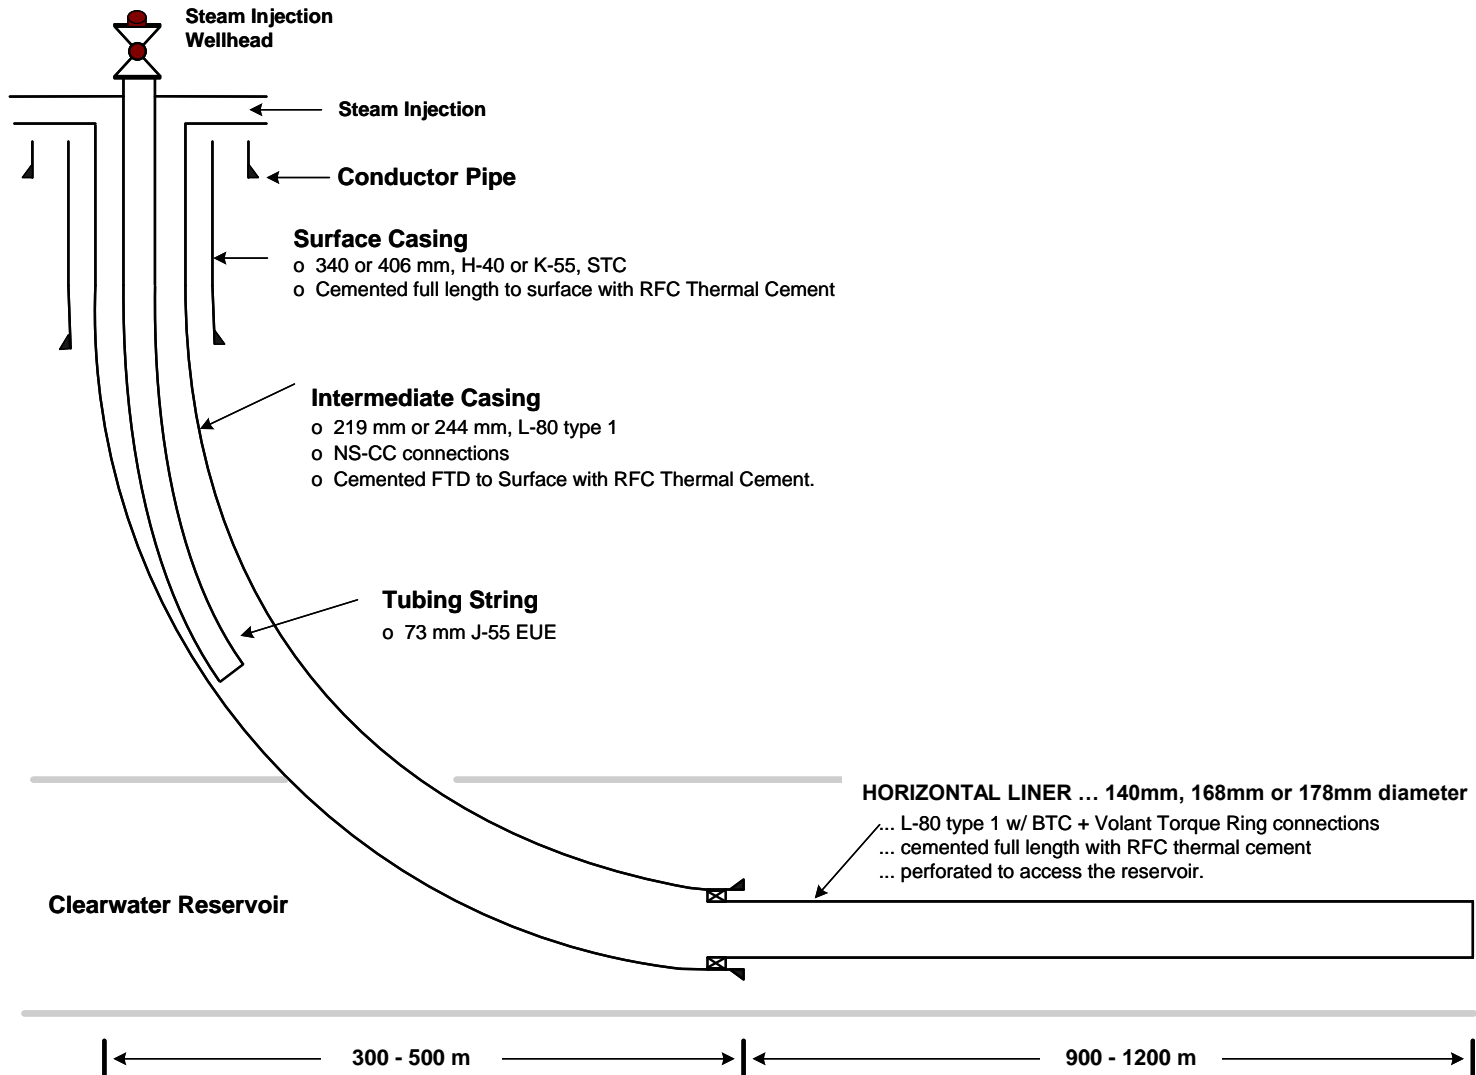 Steam Injection
Wellhead
Steam Injection
Conductor Pipe
Surface Casing
o 340 or 406 mm, H-40 or K-55, STC
o Cemented full length to surface with RFC Thermal Cement
Intermediate Casing
o 219 mm or 244 mm, L-80 type 1
o NS-CC connections
o Cemented FTD to Surface with RFC Thermal Cement.
Tubing String
o 73 mm J-55 EUE
HORIZONTAL LINER ... 140mm, 168mm or 178mm diameter
... L-80 type 1 w/ BTC + Volant Torque Ring connections
... cemented full length with RFC thermal cement
... perforated to access the reservoir.
Clearwater Reservoir
300 - 500 m
900 - 1200 m